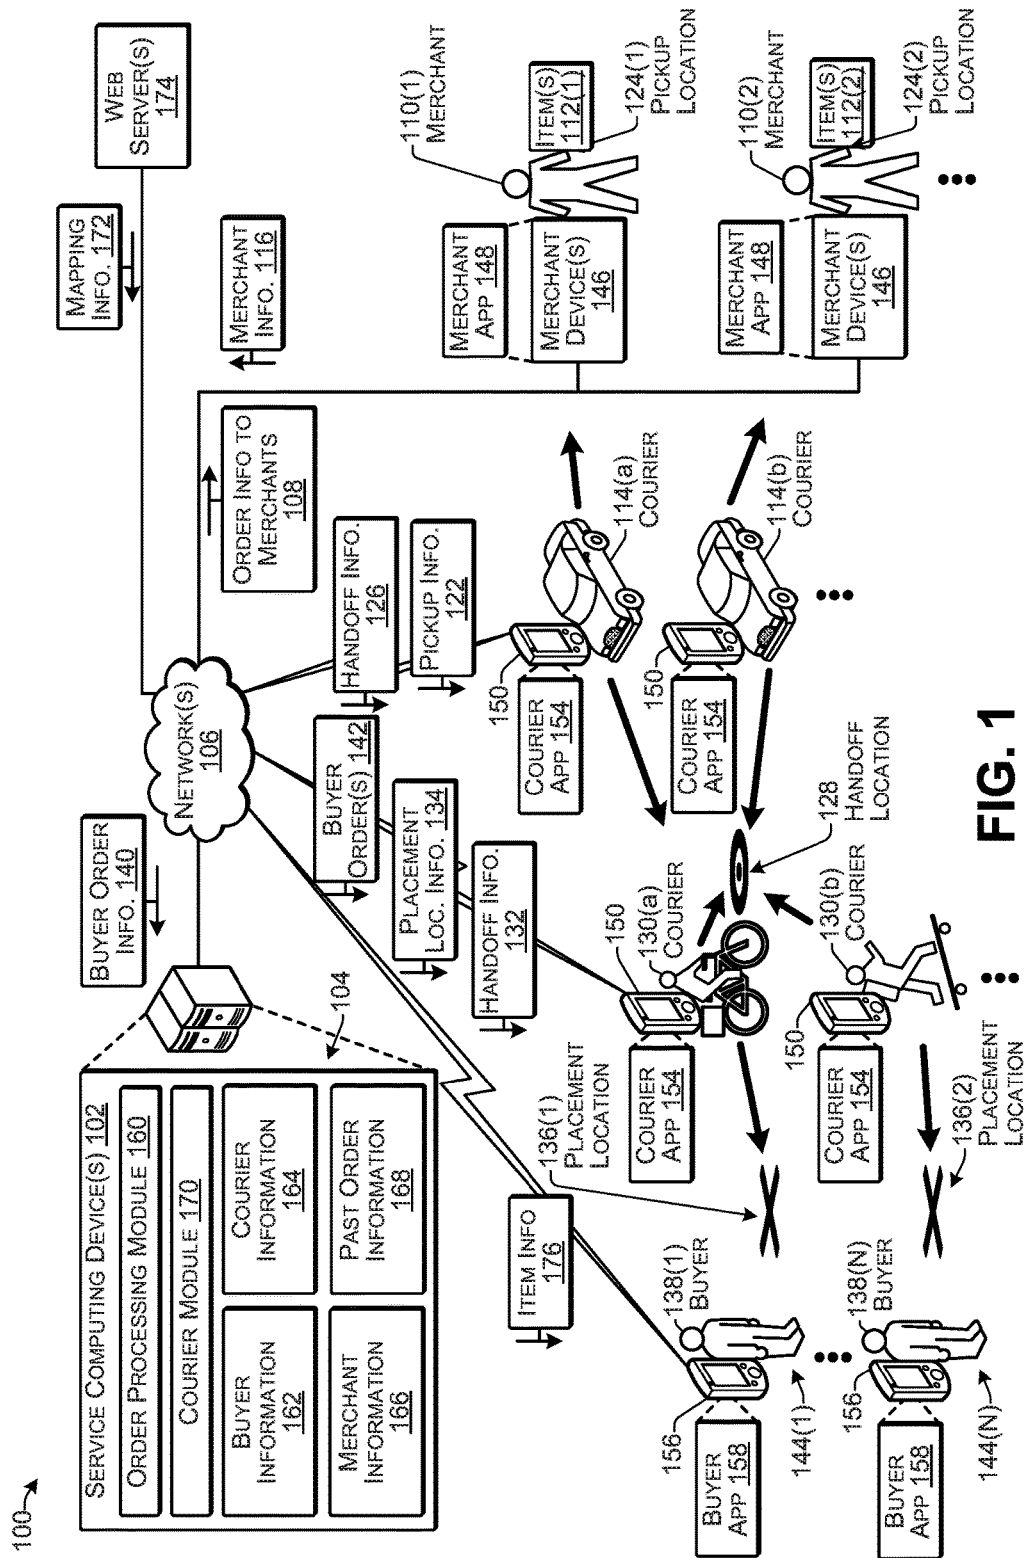 100
SERVICE COMPUTING DEVICE(S) 102
ORDER PROCESSING MODULE 160
COURIER MODULE 170
BUYER
INFORMATION
162
COURIER
INFORMATION
164
MERCHANT
INFORMATION
166
PAST ORDER
INFORMATION
168
104
BUYER ORDER
INFO. 140
NETWORK(S)
106
MAPPING
INFO. 172
WEB
SERVER(S)
174
ORDER INFO TO
MERCHANTS
108
MERCHANT
INFO. 116
BUYER
ORDER(S) 142
HANDOFF INFO.
126
PLACEMENT
LOC. INFO. 134
PICKUP INFO.
122
HANDOFF INFO.
132
ITEM INFO
176
MERCHANT
APP 148
MERCHANT
DEVICE(S)
146
110(1)
MERCHANT
ITEM(S)
112(1)
124(1)
PICKUP
LOCATION
150
COURIER
APP 154
114(a)
COURIER
MERCHANT
APP 148
MERCHANT
DEVICE(S)
146
110(2)
MERCHANT
ITEM(S)
112(2)
124(2)
PICKUP
LOCATION
150
COURIER
APP 154
114(b)
COURIER
136(1)
PLACEMENT
LOCATION
COURIER
APP 154
150
130(a)
COURIER
128
HANDOFF
LOCATION
156
BUYER
APP 158
138(1)
BUYER
144(1)
150
COURIER
APP 154
130(b)
COURIER
156
BUYER
APP 158
138(N)
BUYER
144(N)
136(2)
PLACEMENT
LOCATION
FIG. 1